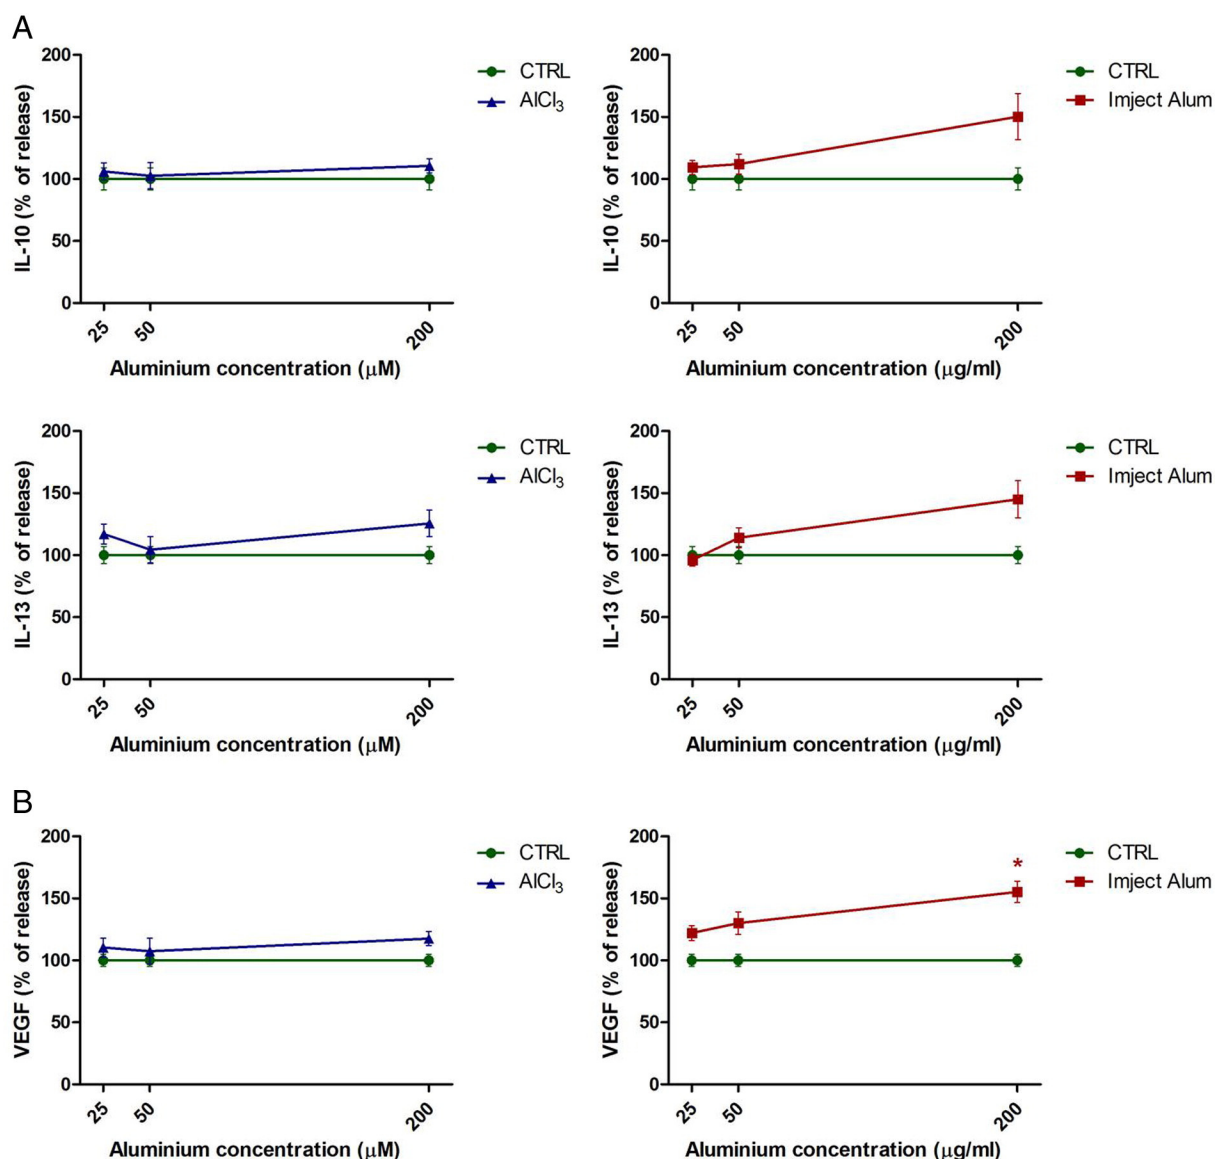 A
200
150
100
50
0
IL-10 (% of release)
25
50
200
Aluminium concentration (μM)
CTRL
AlCl₃
200
150
100
50
0
IL-10 (% of release)
25
50
200
Aluminium concentration (μg/ml)
CTRL
Imject Alum
200
150
100
50
0
IL-13 (% of release)
25
50
200
Aluminium concentration (μM)
CTRL
AlCl₃
200
150
100
50
0
IL-13 (% of release)
25
50
200
Aluminium concentration (μg/ml)
CTRL
Imject Alum
B
200
150
100
50
0
VEGF (% of release)
25
50
200
Aluminium concentration (μM)
CTRL
AlCl₃
200
150
100
50
0
VEGF (% of release)
25
50
200
Aluminium concentration (μg/ml)
*
CTRL
Imject Alum